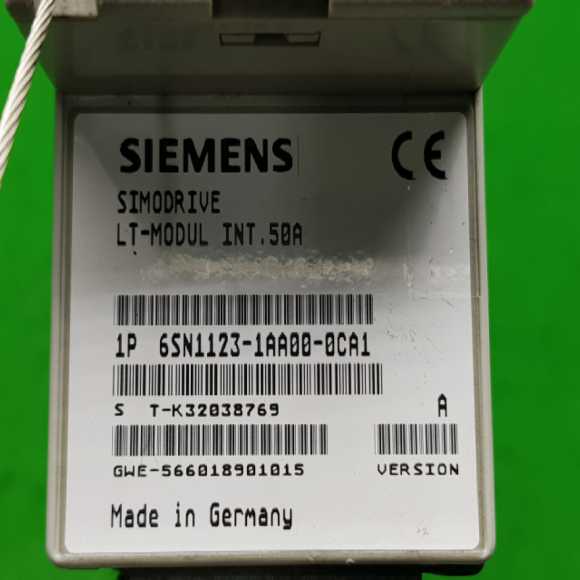 SIEMENS CE
SIMODRIVE
LT-MODUL INT.50A
1P 6SN1123-1AA00-0CA1
S T-K32038769 A
GWE-566018901015 VERSION
Made in Germany